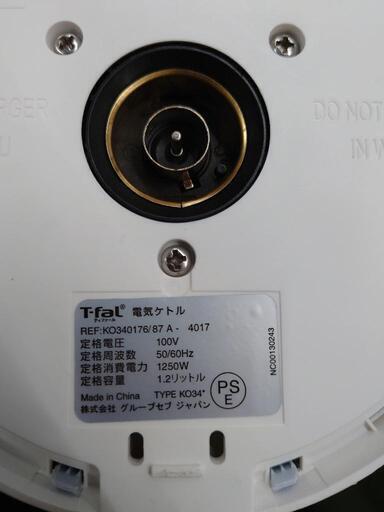 RGER
U
DO NOT
IN W
T-faL® 電気ケトル
ティファール
REF:KO340176/87 A - 4017
定格電圧 100V
定格周波数 50/60Hz
定格消費電力 1250W
定格容量 1.2リットル
Made in China TYPE KO34*
株式会社 グループセブ ジャパン
PS
E
NC00130243